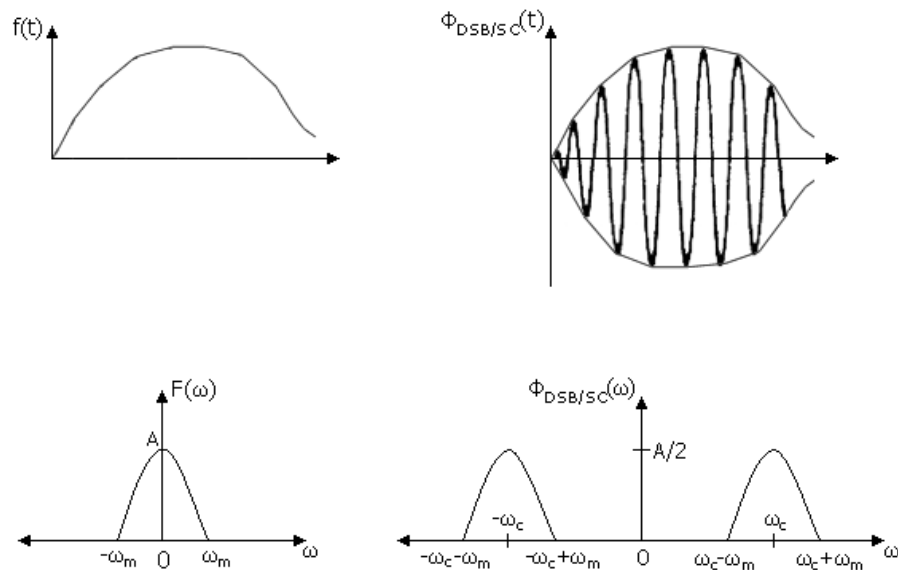 f(t)
Φ_DSB/SC(t)
F(ω)
A
-ω_m
0
ω_m
ω
Φ_DSB/SC(ω)
A/2
-ω_c
ω_c
-ω_c-ω_m
-ω_c+ω_m
0
ω_c-ω_m
ω_c+ω_m
ω